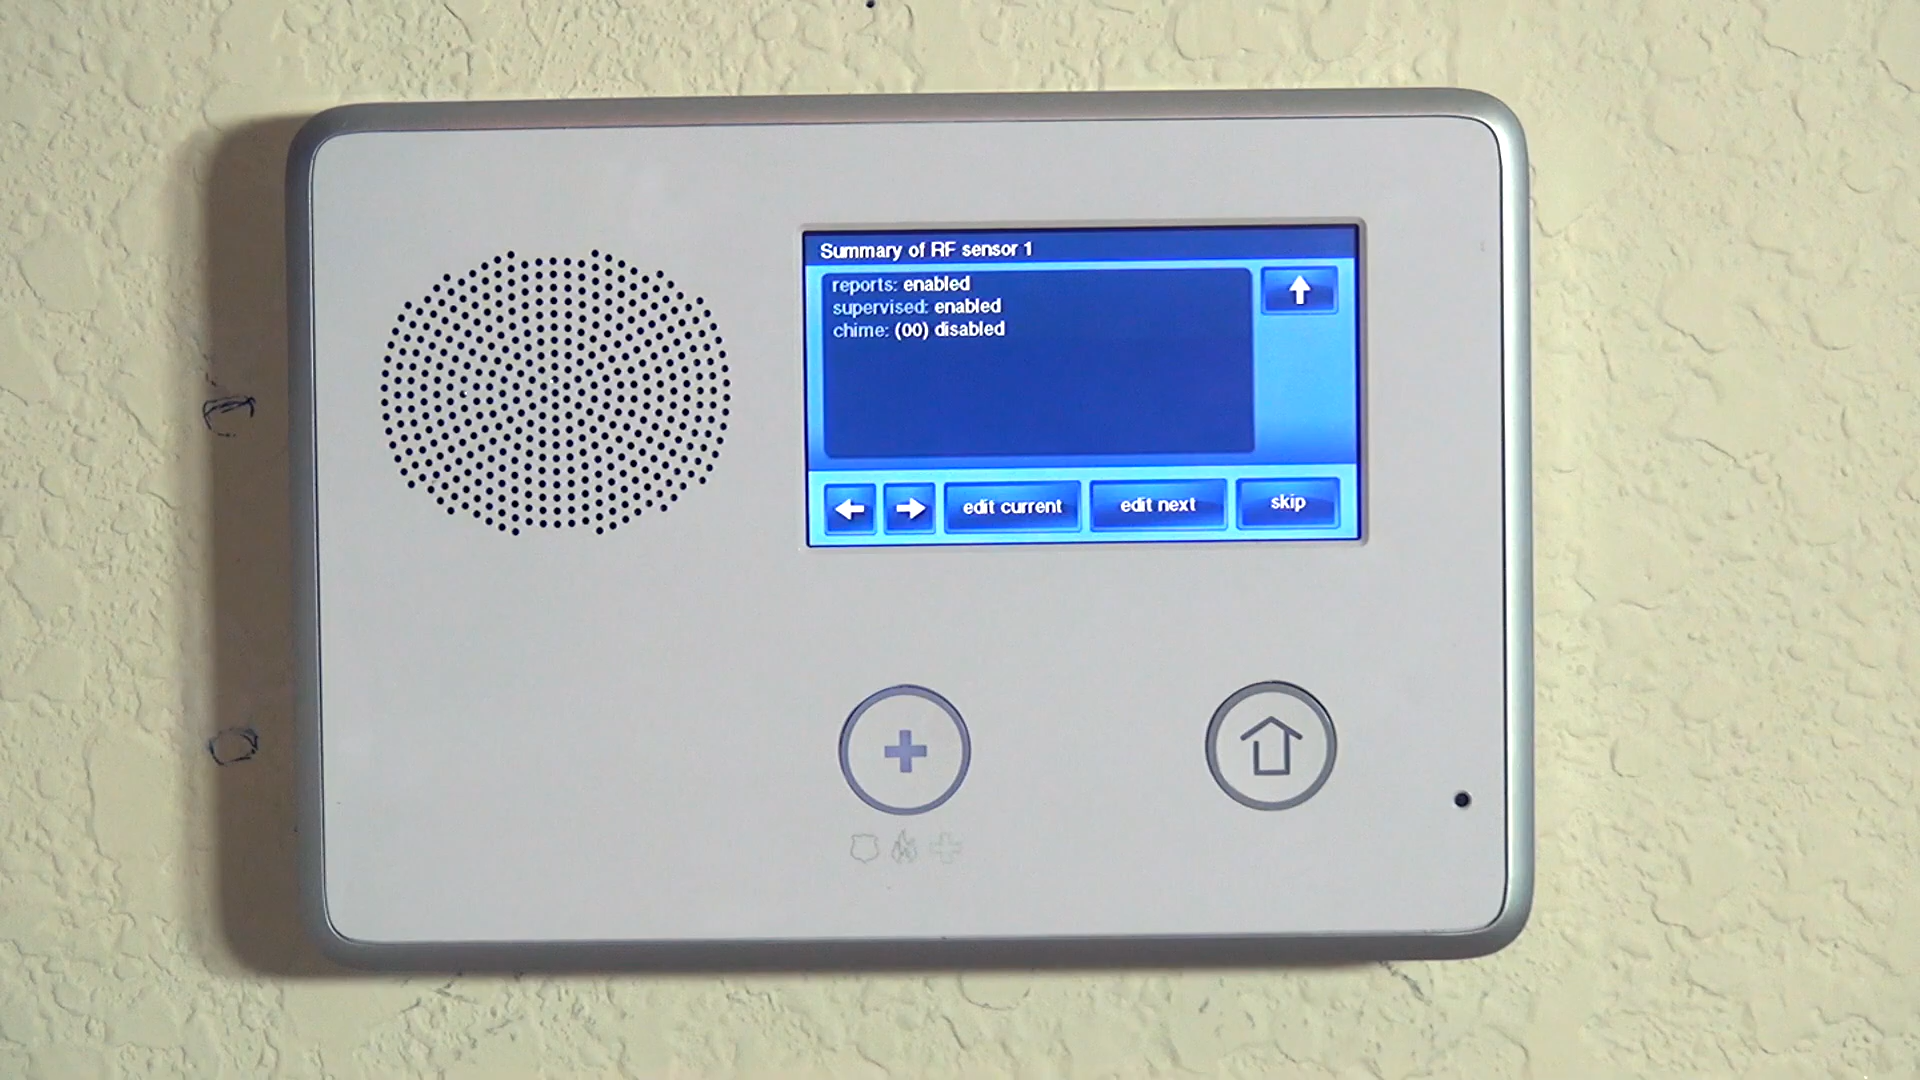 Summary of RF sensor 1
reports: enabled
supervised: enabled
chime: (00) disabled
edit current
edit next
skip